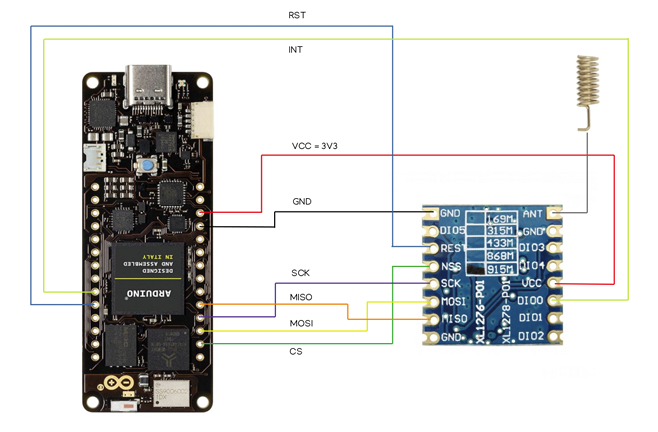 RST
INT
VCC = 3V3
GND
SCK
MISO
MOSI
CS
DESIGNED
AND ASSEMBLED
IN ITALY
ARDUINO
GND
DIO5
REST
NSS
SCK
MOSI
MISO
GND
169M
315M
433M
868M
915M
XL1276-P01
XL1278-P01
ANT
GND
DIO3
DIO4
VCC
DIO0
DIO1
DIO2